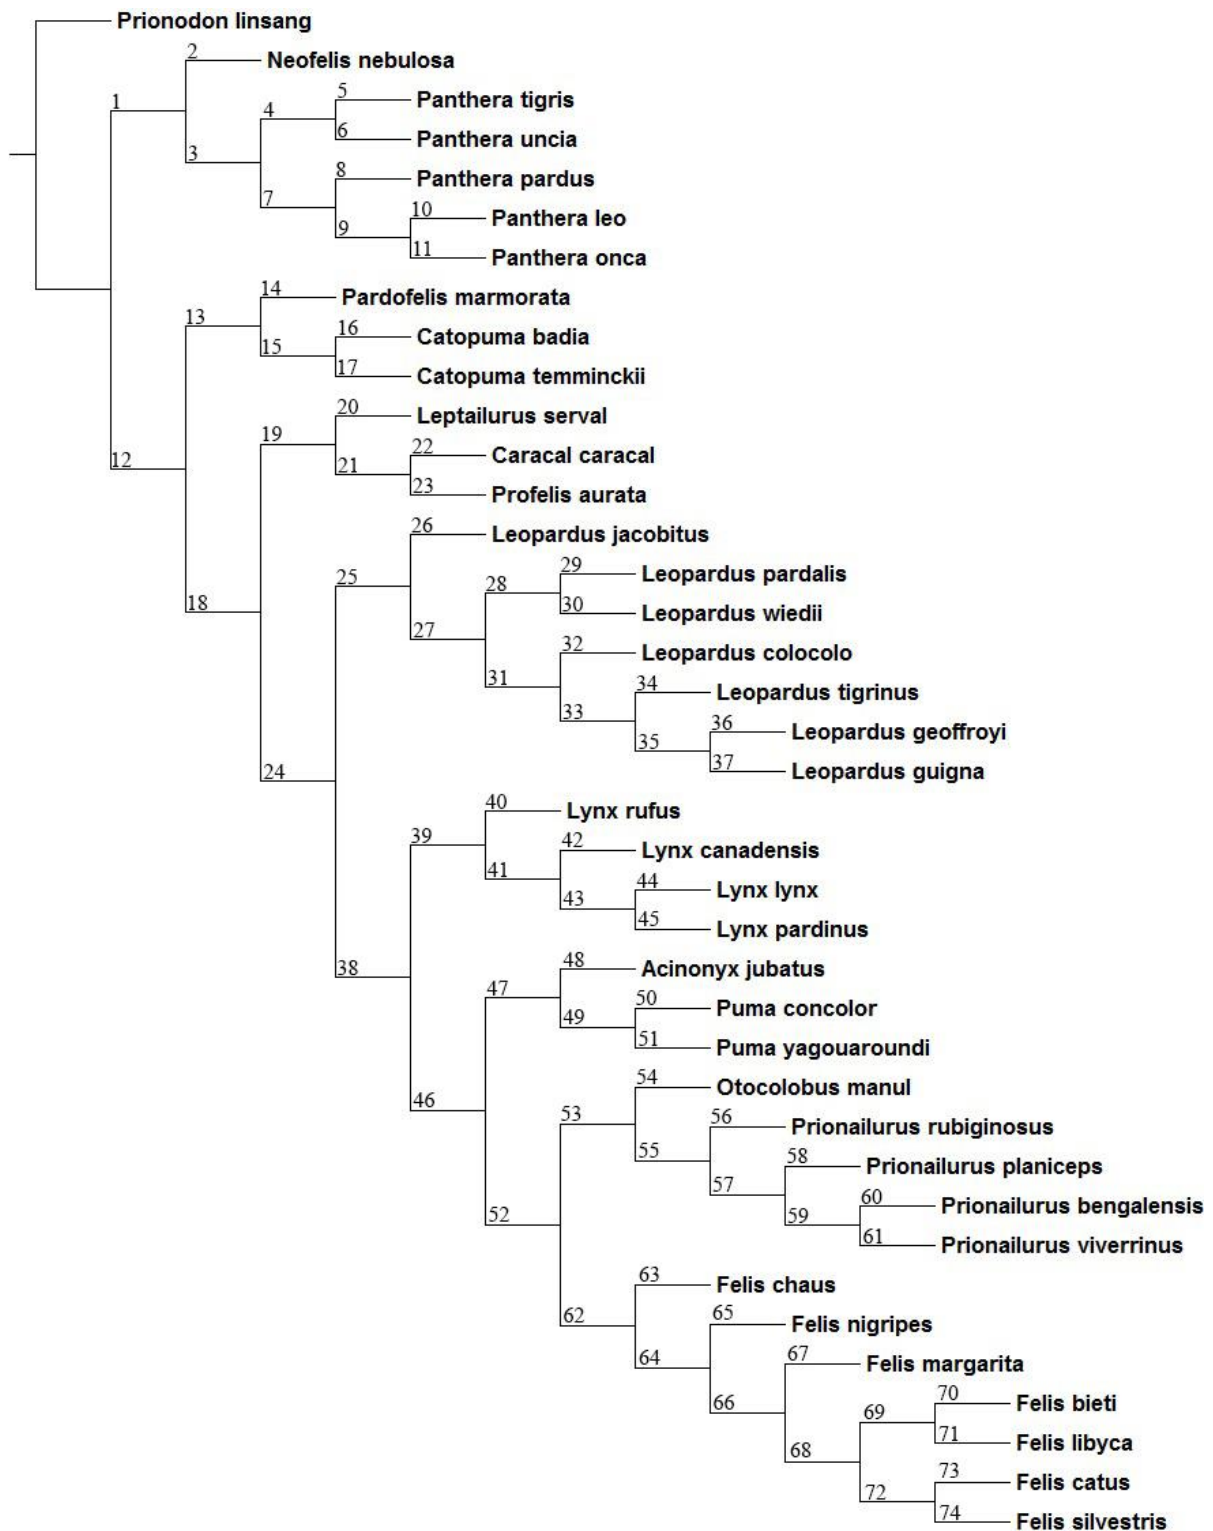 Prionodon linsang
2
Neofelis nebulosa
5
Panthera tigris
1
4
6
Panthera uncia
3
8
Panthera pardus
7
10
Panthera leo
9
11
Panthera onca
14
Pardofelis marmorata
13
16
Catopuma badia
15
17
Catopuma temminckii
20
Leptailurus serval
19
22
Caracal caracal
12
21
23
Profelis aurata
26
Leopardus jacobitus
29
Leopardus pardalis
25
28
30
Leopardus wiedii
18
27
32
Leopardus colocolo
31
34
Leopardus tigrinus
33
36
Leopardus geoffroyi
35
37
Leopardus guigna
24
40
Lynx rufus
39
42
Lynx canadensis
41
44
Lynx lynx
43
45
Lynx pardinus
48
Acinonyx jubatus
38
47
50
Puma concolor
49
51
Puma yagouaroundi
54
Otocolobus manul
46
53
56
Prionailurus rubiginosus
55
58
Prionailurus planiceps
57
60
Prionailurus bengalensis
52
59
61
Prionailurus viverrinus
63
Felis chaus
62
65
Felis nigripes
64
67
Felis margarita
66
70
Felis bieti
69
71
Felis libyca
68
73
Felis catus
72
74
Felis silvestris